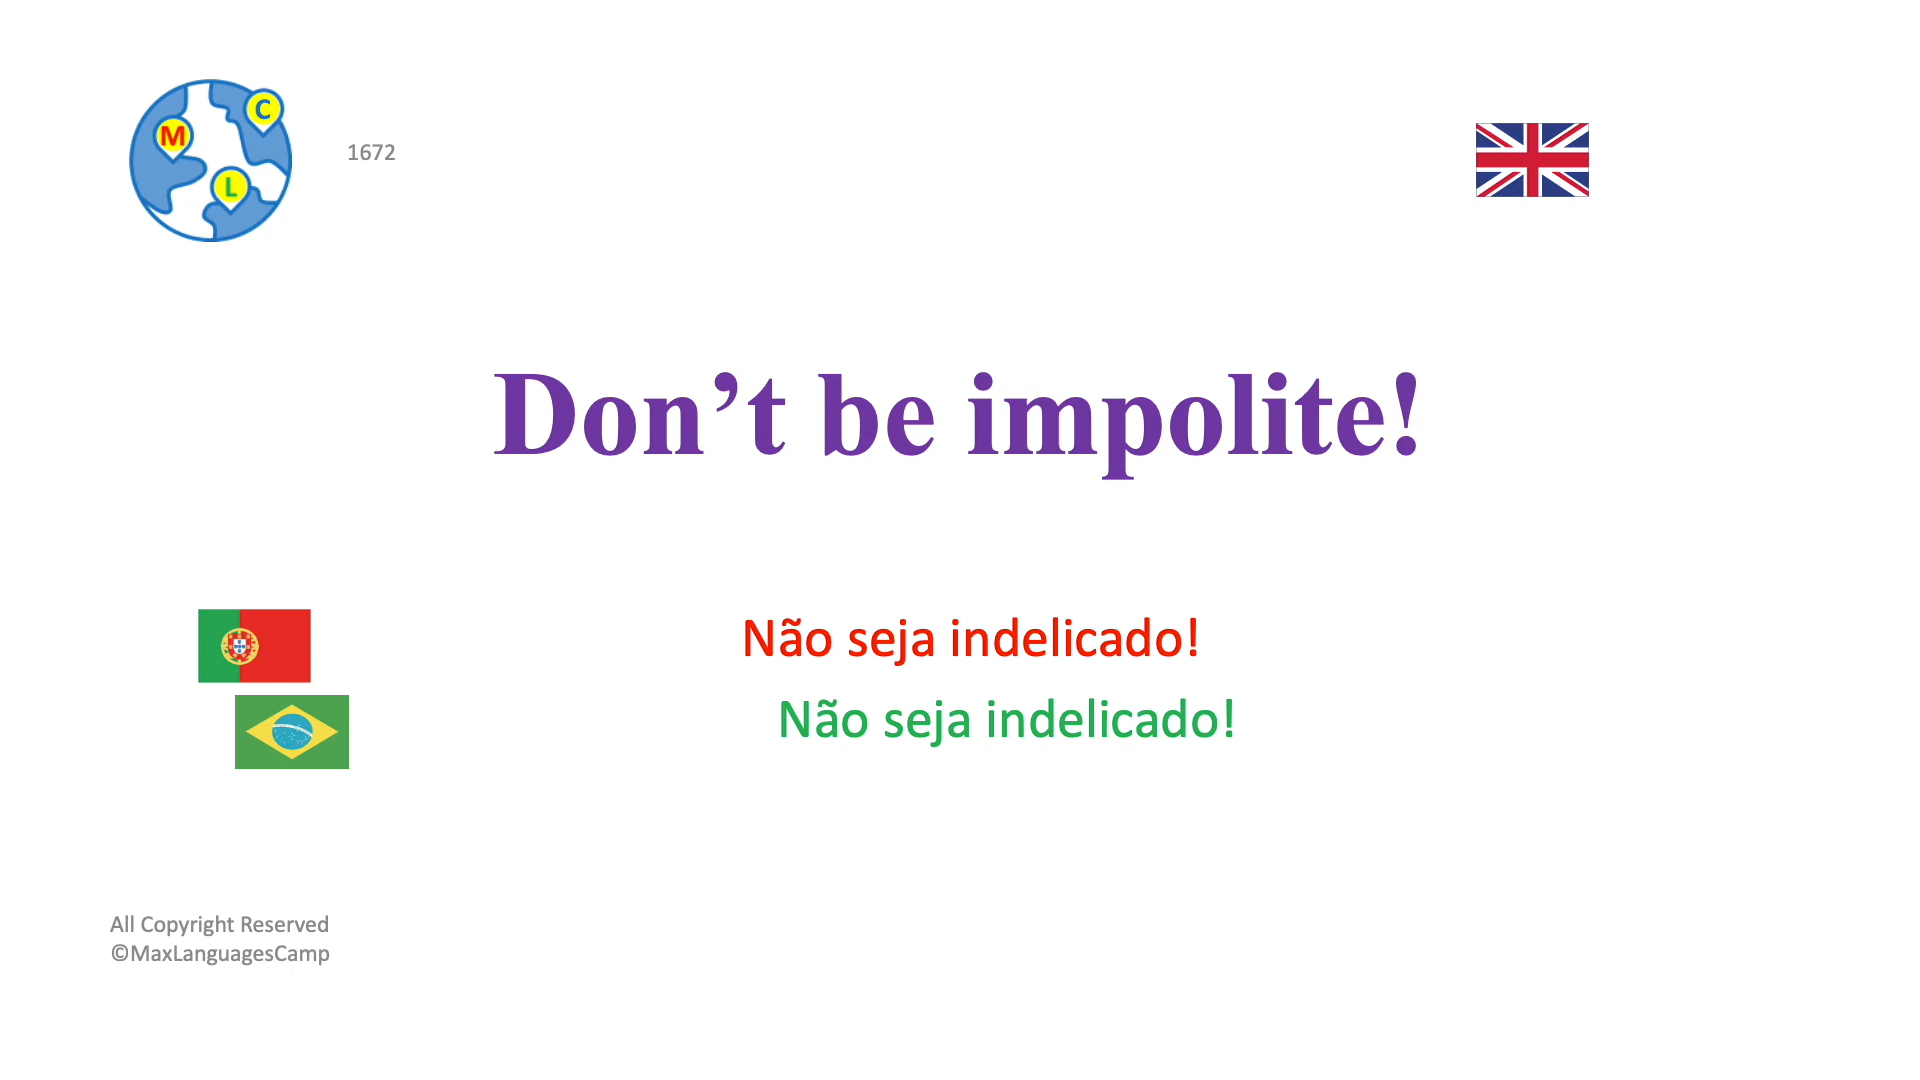 M
C
L
1672
Don’t be impolite!
Não seja indelicado!
Não seja indelicado!
All Copyright Reserved
©MaxLanguagesCamp